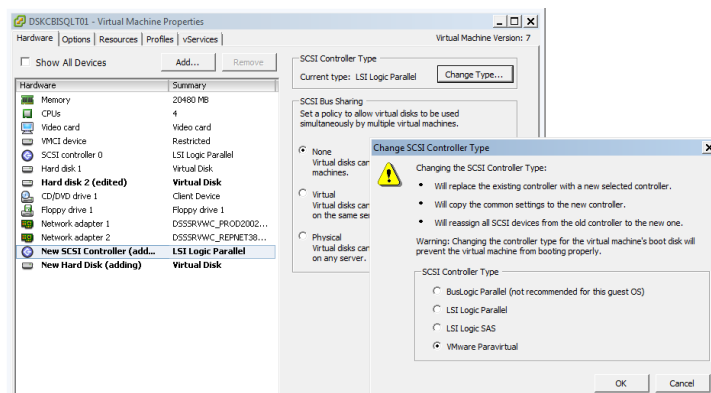 DSKCBISQLT01 - Virtual Machine Properties
Hardware Options Resources Profiles vServices
Virtual Machine Version: 7
Show All Devices
Add...
Remove
Hardware Summary
Memory 20480 MB
CPUs 4
Video card Video card
VMCI device Restricted
SCSI controller 0 LSI Logic Parallel
Hard disk 1 Virtual Disk
Hard disk 2 (edited) Virtual Disk
CD/DVD drive 1 Client Device
Floppy drive 1 Floppy drive 1
Network adapter 1 DSSSRVWC_PROD2002...
Network adapter 2 DSSSRVWC_REPNET38...
New SCSI Controller (add... LSI Logic Parallel
New Hard Disk (adding) Virtual Disk
SCSI Controller Type
Current type: LSI Logic Parallel
Change Type...
SCSI Bus Sharing
Set a policy to allow virtual disks to be used
simultaneously by multiple virtual machines.
None
Virtual disks can
machines.
Virtual
Virtual disks can
on the same ser
Physical
Virtual disks can
on any server.
Change SCSI Controller Type
Changing the SCSI Controller Type:
• Will replace the existing controller with a new selected controller.
• Will copy the common settings to the new controller.
• Will reassign all SCSI devices from the old controller to the new one.
Warning: Changing the controller type for the virtual machine's boot disk will
prevent the virtual machine from booting properly.
SCSI Controller Type
BusLogic Parallel (not recommended for this guest OS)
LSI Logic Parallel
LSI Logic SAS
VMware Paravirtual
OK
Cancel